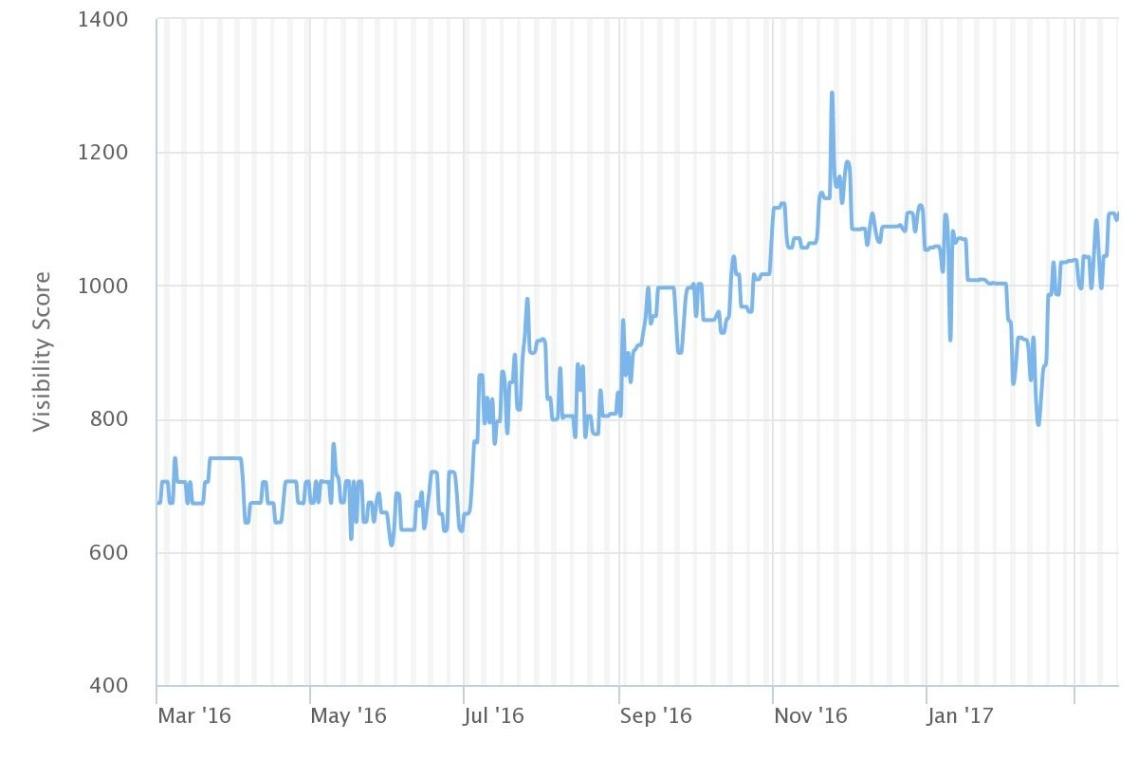 1400
1200
1000
800
600
400
Visibility Score
Mar '16
May '16
Jul '16
Sep '16
Nov '16
Jan '17